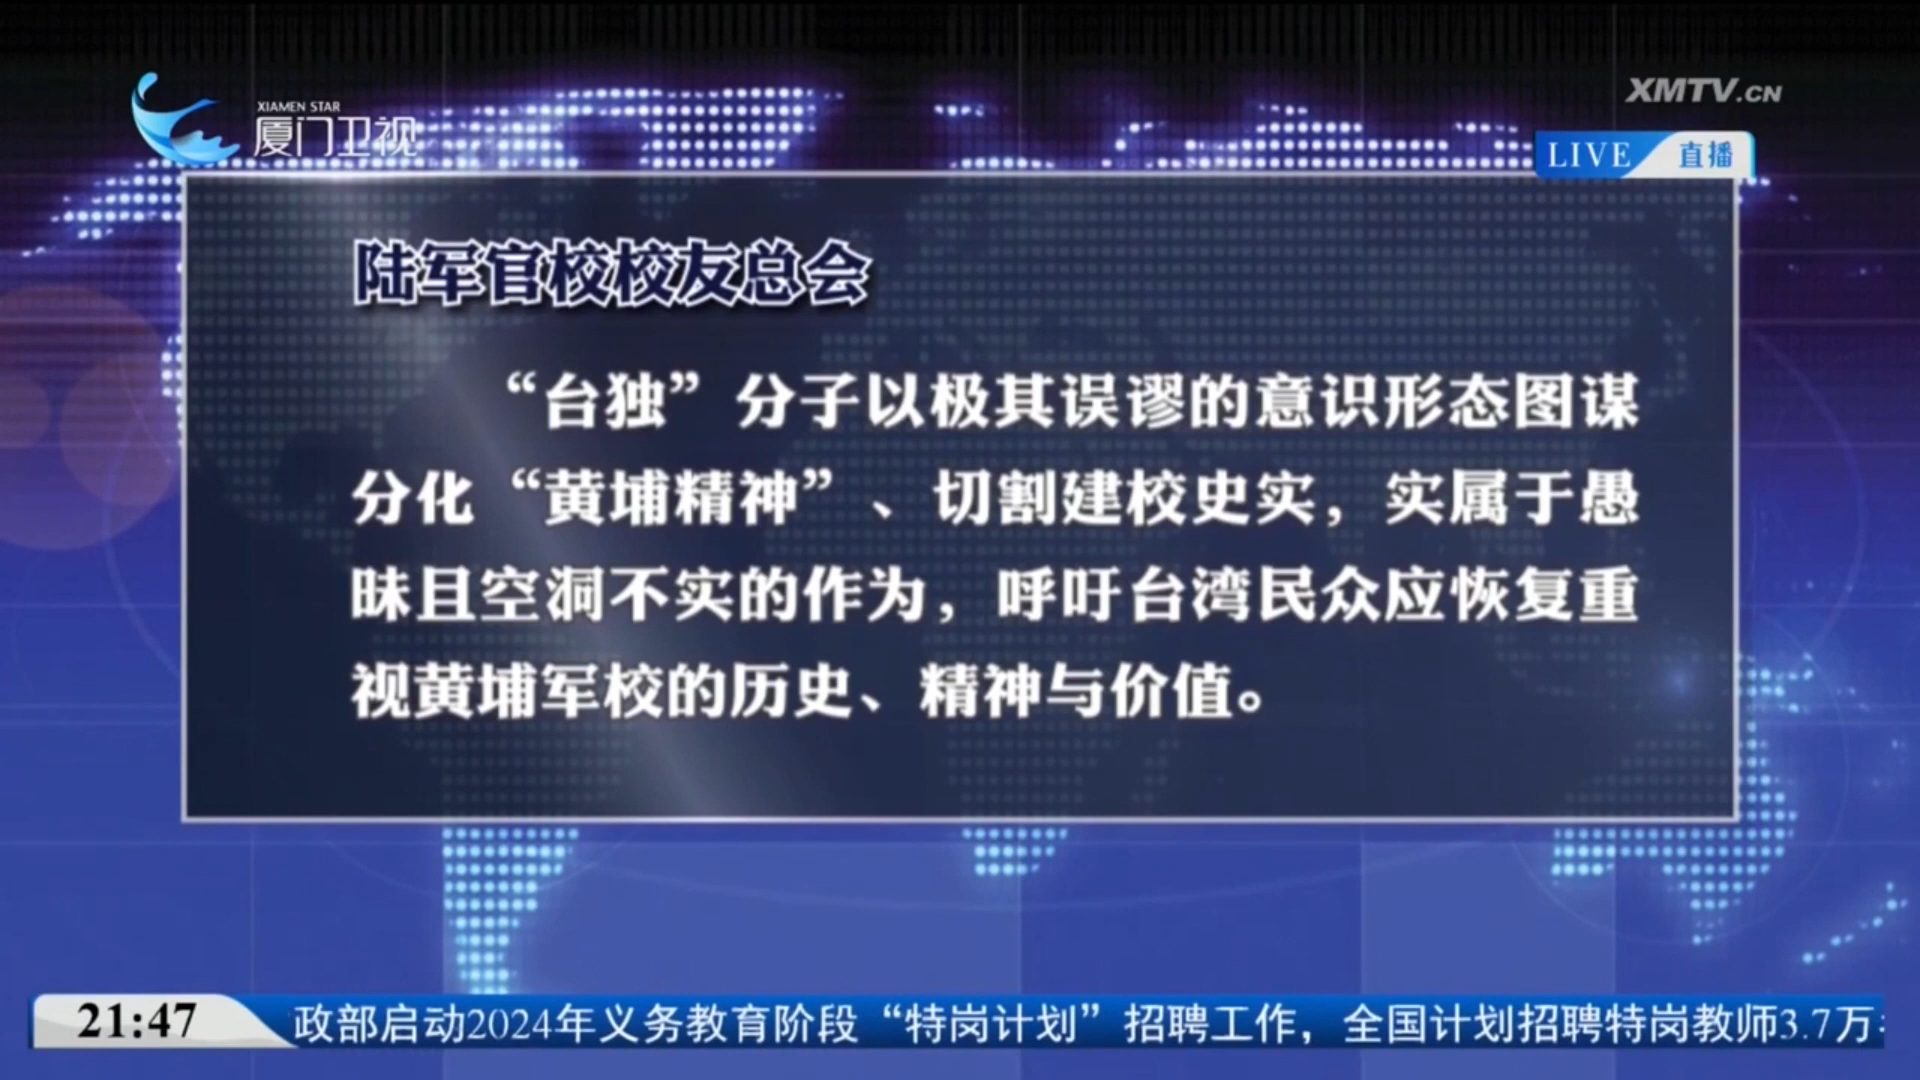 XMTV.CN
XIAMEN STAR
厦门卫视
LIVE 直播
陆军官校校友总会
“台独”分子以极其误谬的意识形态图谋
分化“黄埔精神”、切割建校史实，实属于愚
昧且空洞不实的作为，呼吁台湾民众应恢复重
视黄埔军校的历史、精神与价值。
21:47
政部启动2024年义务教育阶段“特岗计划”招聘工作，全国计划招聘特岗教师3.7万